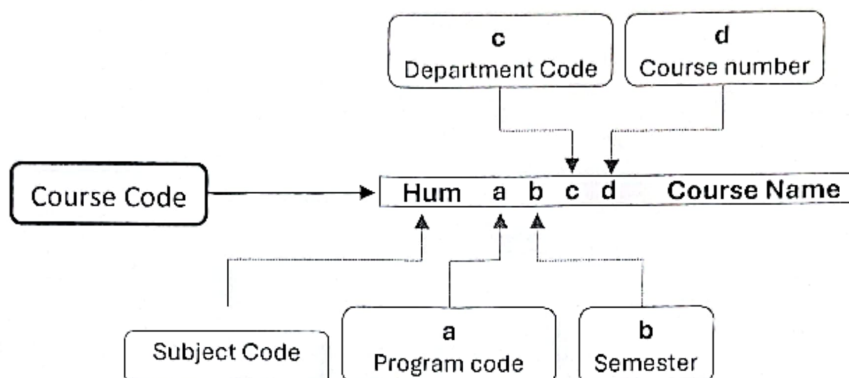 c
Department Code
d
Course number
Course Code
Hum a b c d Course Name
Subject Code
a
Program code
b
Semester